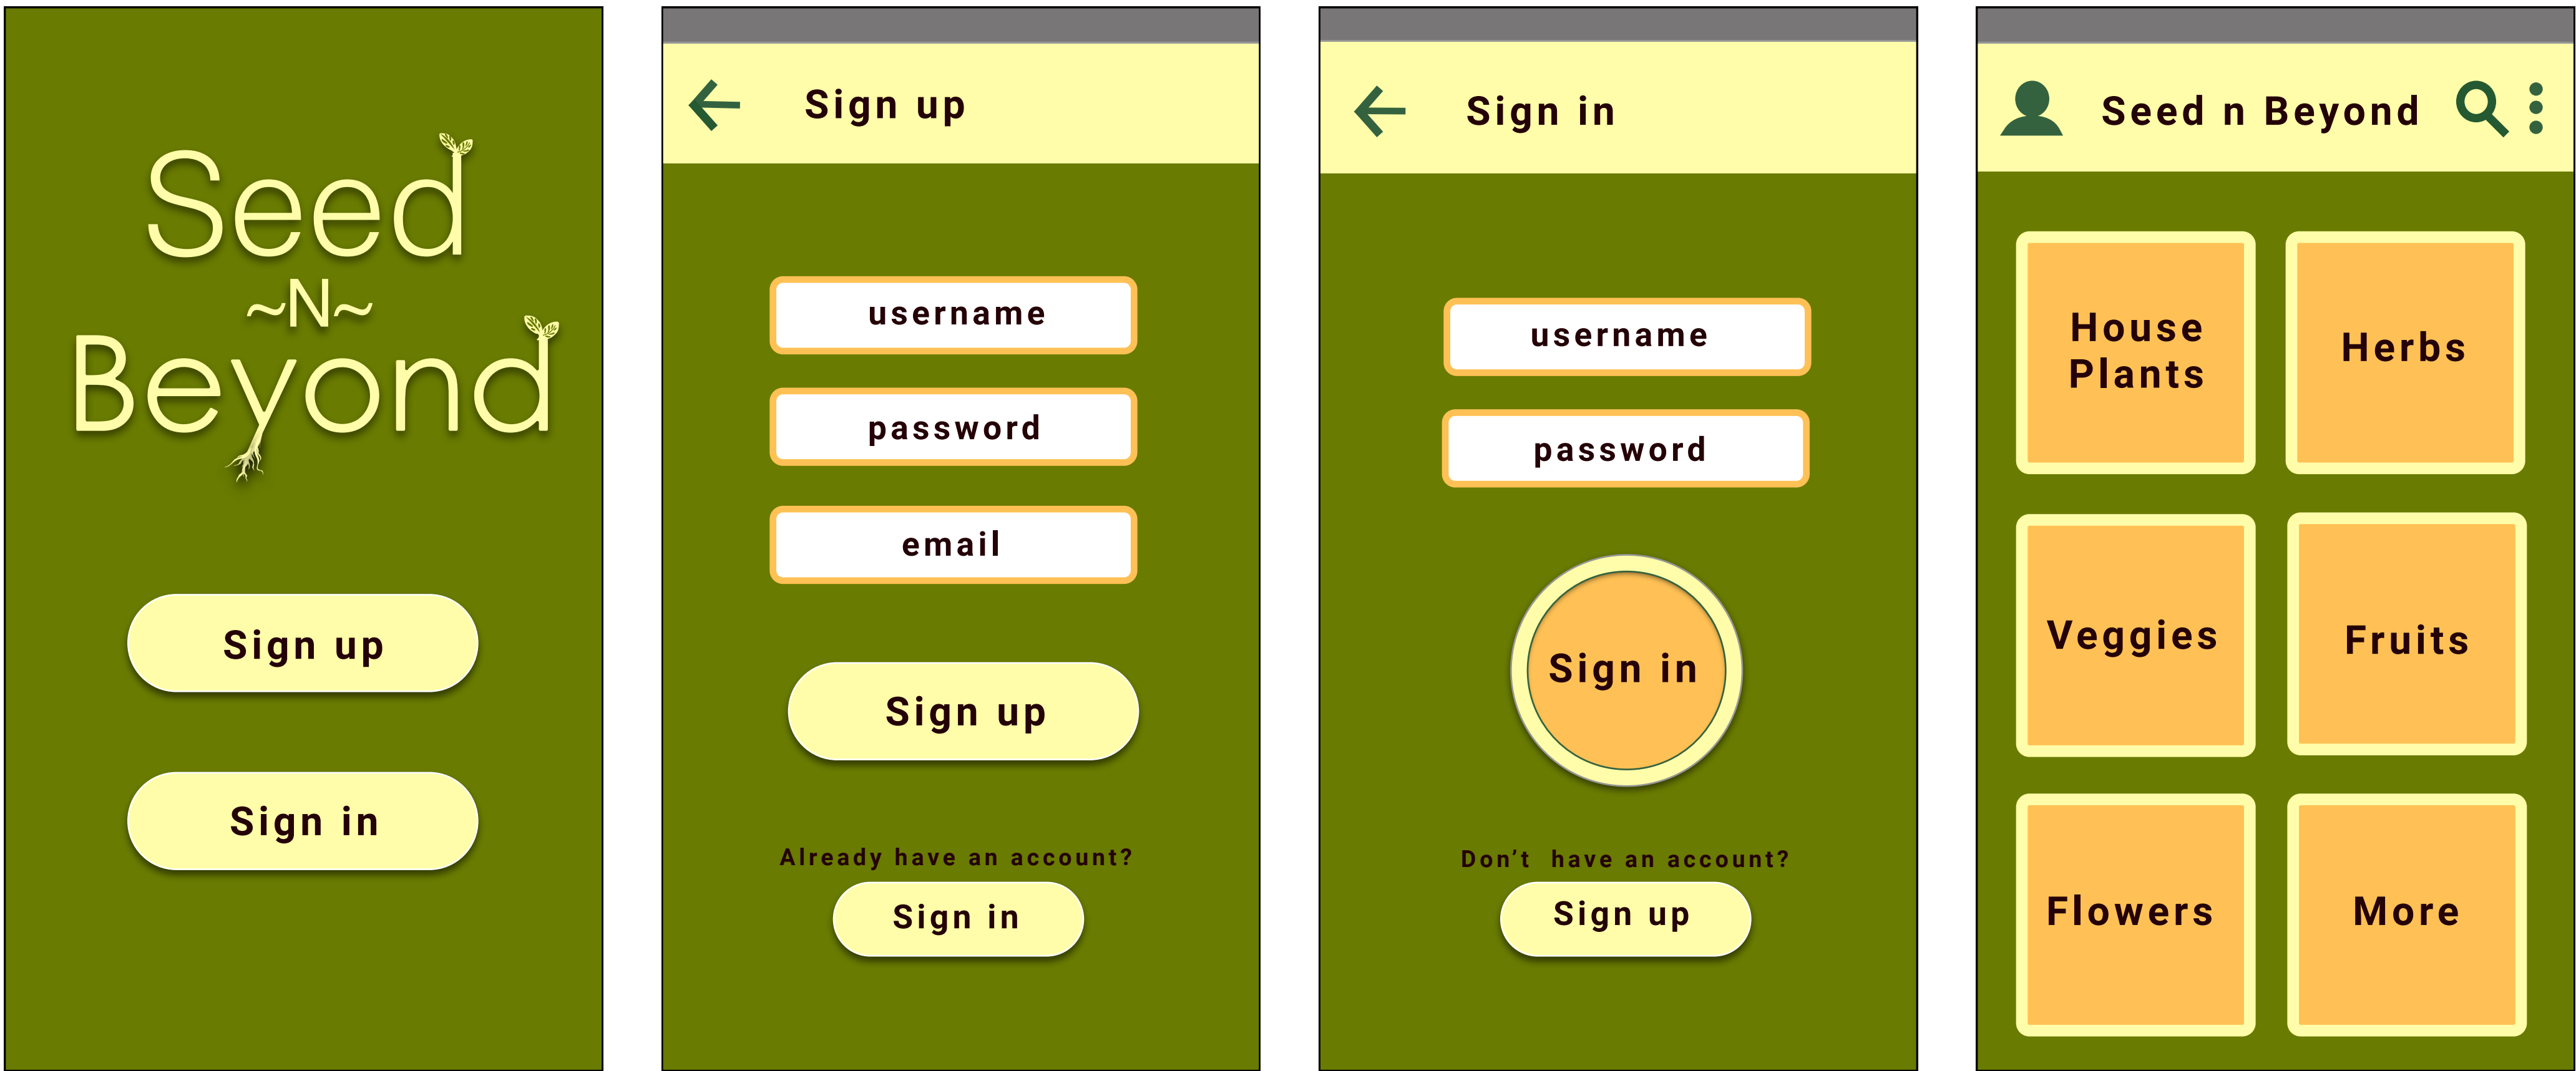 Seed
~N~
Beyond
Sign up
Sign in
Sign up
username
password
email
Sign up
Already have an account?
Sign in
Sign in
username
password
Sign in
Don’t have an account?
Sign up
Seed n Beyond
House
Plants
Herbs
Veggies
Fruits
Flowers
More